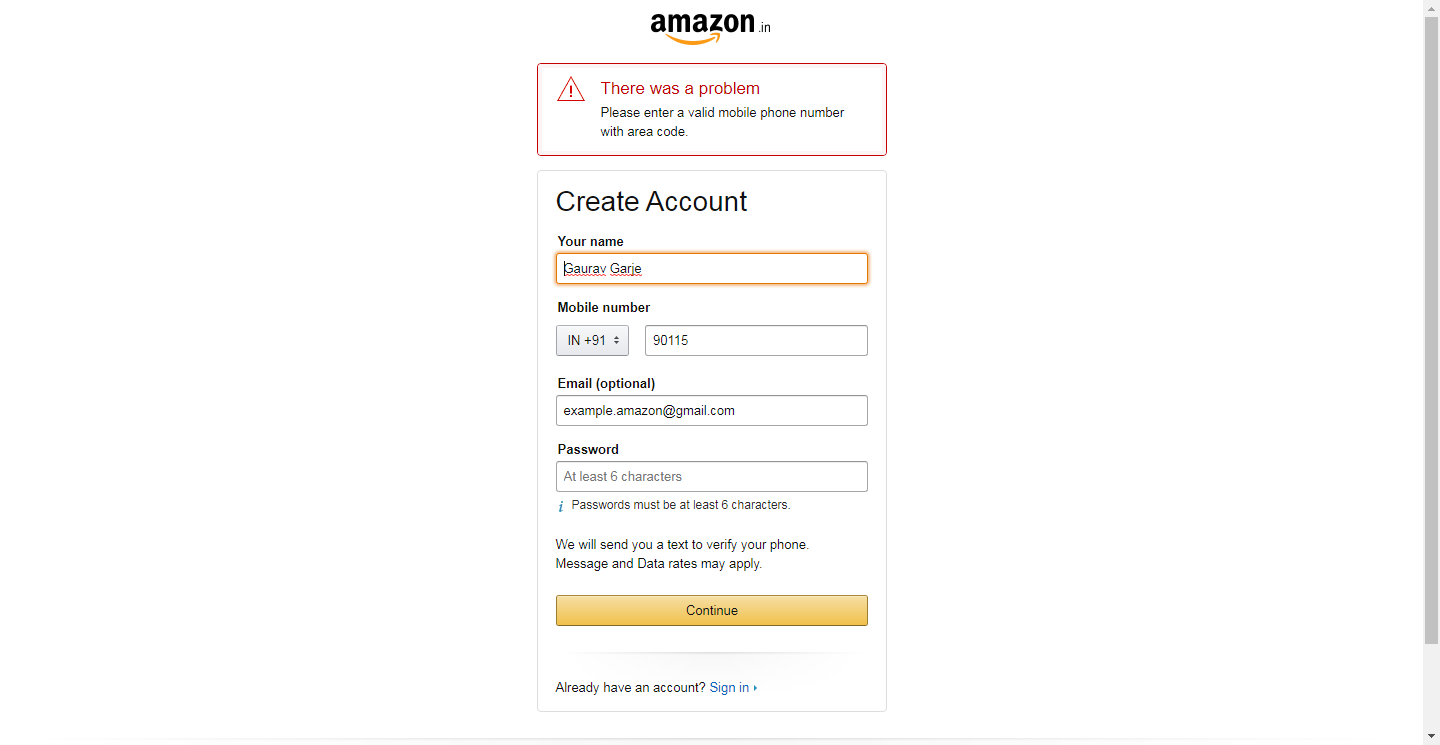 amazon.in
There was a problem
Please enter a valid mobile phone number
with area code.
Create Account
Your name
Gaurav Garje
Mobile number
IN +91
90115
Email (optional)
example.amazon@gmail.com
Password
At least 6 characters
i Passwords must be at least 6 characters.
We will send you a text to verify your phone.
Message and Data rates may apply.
Continue
Already have an account? Sign in